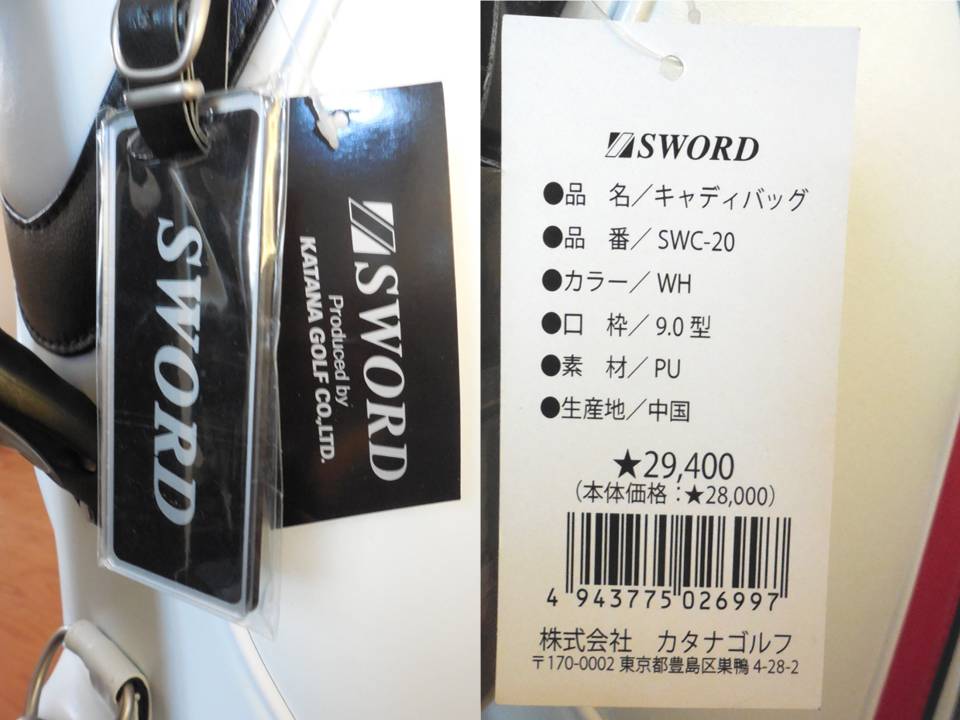 SWORD
SWORD
Produced by
KATANA GOLF CO.,LTD.
SWORD
●品 名／キャディバッグ
●品 番／SWC-20
●カラー／WH
●口 枠／9.0型
●素 材／PU
●生産地／中国
★29,400
（本体価格：★28,000）
4 943775 026997
株式会社 カタナゴルフ
〒170-0002 東京都豊島区巣鴨 4-28-2